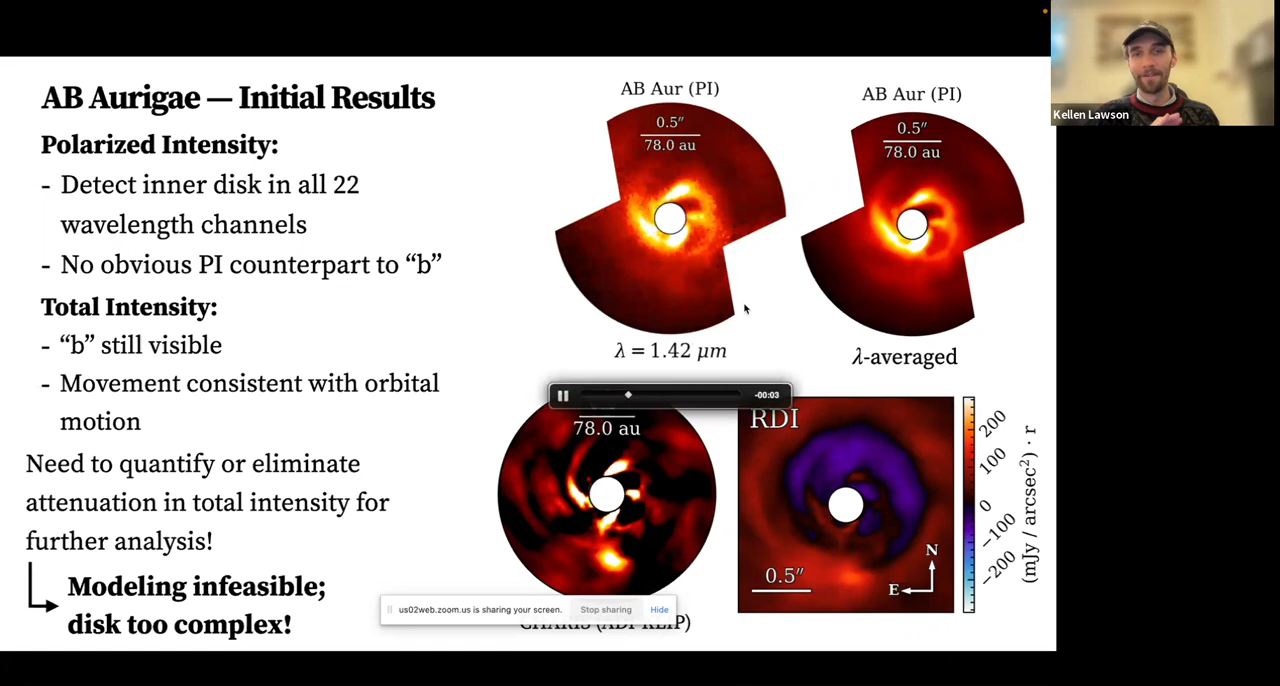 AB Aurigae — Initial Results
Polarized Intensity:
- Detect inner disk in all 22
wavelength channels
- No obvious PI counterpart to “b”
Total Intensity:
- “b” still visible
- Movement consistent with orbital
motion
Need to quantify or eliminate
attenuation in total intensity for
further analysis!
Modeling infeasible;
disk too complex!
AB Aur (PI)
0.5″
78.0 au
λ = 1.42 μm
AB Aur (PI)
0.5″
78.0 au
λ-averaged
-00:03
78.0 au
RDI
0.5″
N
E
200
100
0
−100
−200
(mJy / arcsec²) · r
us02web.zoom.us is sharing your screen.
Stop sharing
Hide
Kellen Lawson